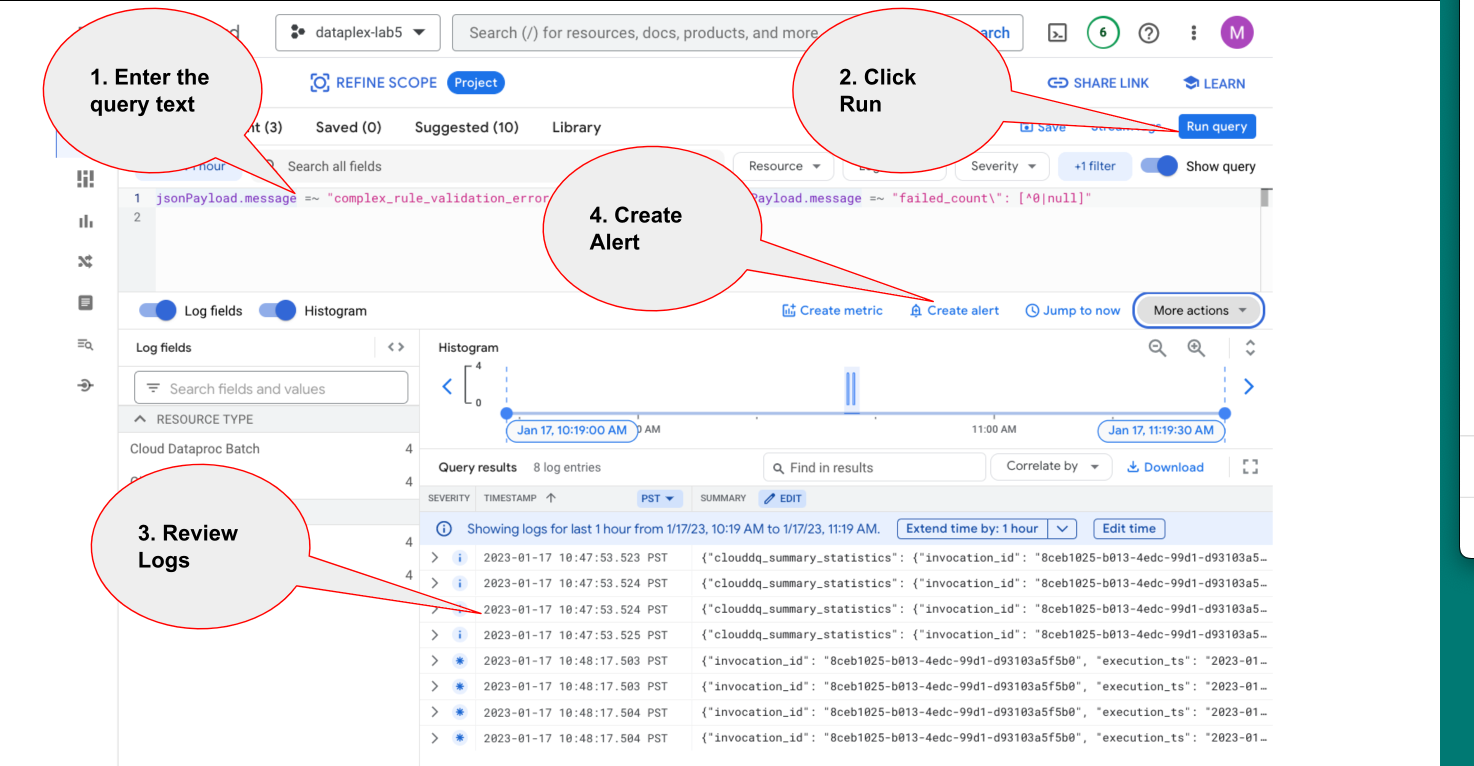 dataplex-lab5
Search (/) for resources, docs, products, and more
6
M
1. Enter the
query text
2. Click
Run
REFINE SCOPE
Project
SHARE LINK
LEARN
(3)
Saved (0)
Suggested (10)
Library
Save
Run query
hour
Search all fields
Resource
Severity
+1 filter
Show query
1 jsonPayload.message =~ "complex_rule_validation_error
ayload.message =~ "failed_count\": [^0|null]"
2
4. Create
Alert
Log fields
Histogram
Create metric
Create alert
Jump to now
More actions
Log fields
Histogram
Search fields and values
4
0
RESOURCE TYPE
Jan 17, 10:19:00 AM
AM
11:00 AM
Jan 17, 11:19:30 AM
Cloud Dataproc Batch 4
4
4
4
3. Review
Logs
Query results
8 log entries
Find in results
Correlate by
Download
SEVERITY TIMESTAMP PST SUMMARY EDIT
Showing logs for last 1 hour from 1/17/23, 10:19 AM to 1/17/23, 11:19 AM.
Extend time by: 1 hour
Edit time
2023-01-17 10:47:53.523 PST {"clouddq_summary_statistics": {"invocation_id": "8ceb1025-b013-4edc-99d1-d93103a5…
2023-01-17 10:47:53.524 PST {"clouddq_summary_statistics": {"invocation_id": "8ceb1025-b013-4edc-99d1-d93103a5…
2023-01-17 10:47:53.524 PST {"clouddq_summary_statistics": {"invocation_id": "8ceb1025-b013-4edc-99d1-d93103a5…
2023-01-17 10:47:53.525 PST {"clouddq_summary_statistics": {"invocation_id": "8ceb1025-b013-4edc-99d1-d93103a5…
2023-01-17 10:48:17.503 PST {"invocation_id": "8ceb1025-b013-4edc-99d1-d93103a5f5b0", "execution_ts": "2023-01-…
2023-01-17 10:48:17.503 PST {"invocation_id": "8ceb1025-b013-4edc-99d1-d93103a5f5b0", "execution_ts": "2023-01-…
2023-01-17 10:48:17.504 PST {"invocation_id": "8ceb1025-b013-4edc-99d1-d93103a5f5b0", "execution_ts": "2023-01-…
2023-01-17 10:48:17.504 PST {"invocation_id": "8ceb1025-b013-4edc-99d1-d93103a5f5b0", "execution_ts": "2023-01-…